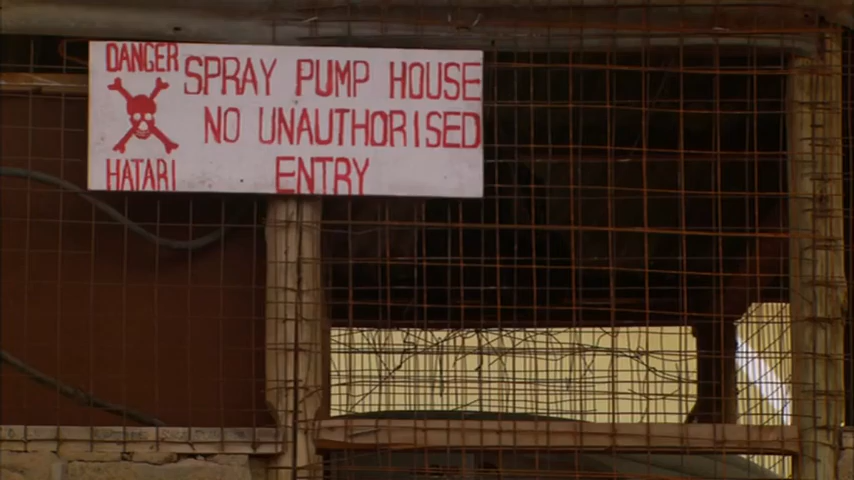 DANGER
HATARI
SPRAY PUMP HOUSE
NO UNAUTHORISED
ENTRY